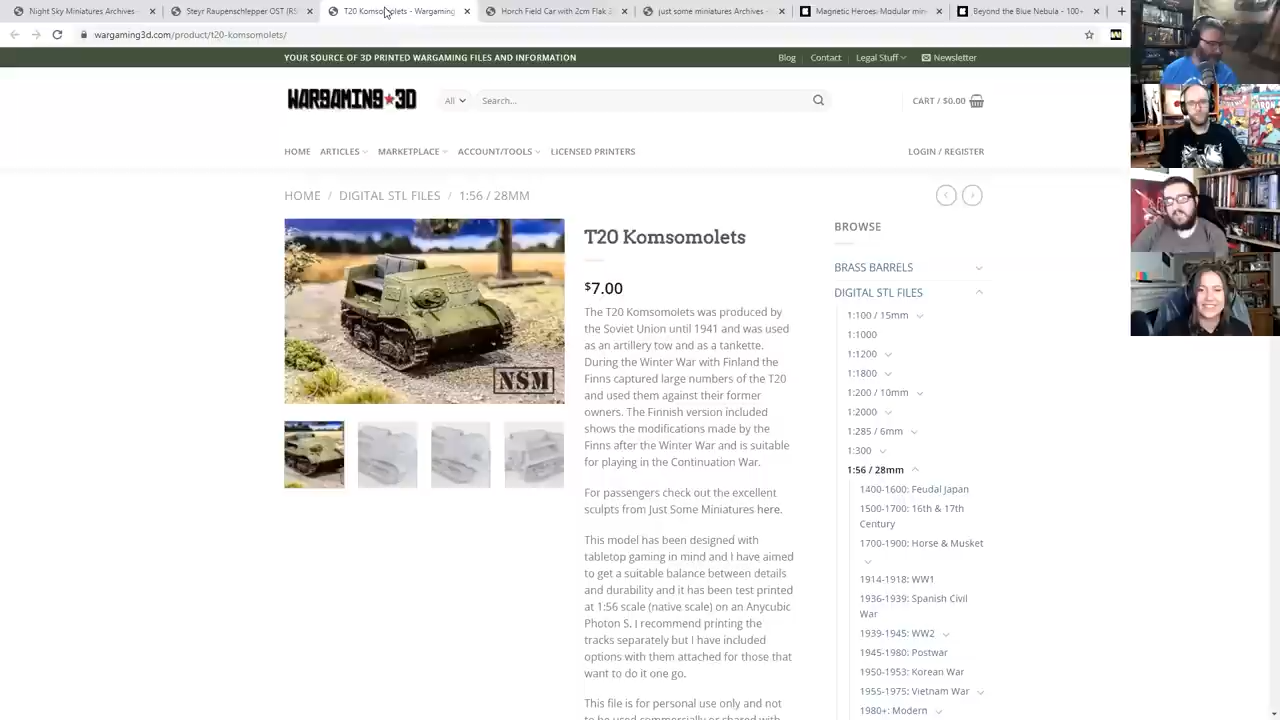 Night Sky Miniatures Archives -
Steyr Raupenschlepper OST (RS
T20 Komsomolets - Wargaming
Horch Field Car with 2cm Flak
just some miniatures Archives -
Magnetic Heroes: Modular min
Beyond the Blue Nebula - 100+
wargaming3d.com/product/t20-komsomolets/
YOUR SOURCE OF 3D PRINTED WARGAMING FILES AND INFORMATION
Blog
Contact
Legal Stuff
Newsletter
WARGAMING 3D
All
Search...
CART / $0.00
HOME
ARTICLES
MARKETPLACE
ACCOUNT/TOOLS
LICENSED PRINTERS
LOGIN / REGISTER
HOME / DIGITAL STL FILES / 1:56 / 28MM
NSM
T20 Komsomolets
$7.00
The T20 Komsomolets was produced by
the Soviet Union until 1941 and was used
as an artillery tow and as a tankette.
During the Winter War with Finland the
Finns captured large numbers of the T20
and used them against their former
owners. The Finnish version included
shows the modifications made by the
Finns after the Winter War and is suitable
for playing in the Continuation War.
For passengers check out the excellent
sculpts from Just Some Miniatures here.
This model has been designed with
tabletop gaming in mind and I have aimed
to get a suitable balance between details
and durability and it has been test printed
at 1:56 scale (native scale) on an Anycubic
Photon S. I recommend printing the
tracks separately but I have included
options with them attached for those that
want to do it one go.
This file is for personal use only and not
to be used commercially or shared with
BROWSE
BRASS BARRELS
DIGITAL STL FILES
1:100 / 15mm
1:1000
1:1200
1:1800
1:200 / 10mm
1:2000
1:285 / 6mm
1:300
1:56 / 28mm
1400-1600: Feudal Japan
1500-1700: 16th & 17th
Century
1700-1900: Horse & Musket
1914-1918: WW1
1936-1939: Spanish Civil
War
1939-1945: WW2
1945-1980: Postwar
1950-1953: Korean War
1955-1975: Vietnam War
1980+: Modern